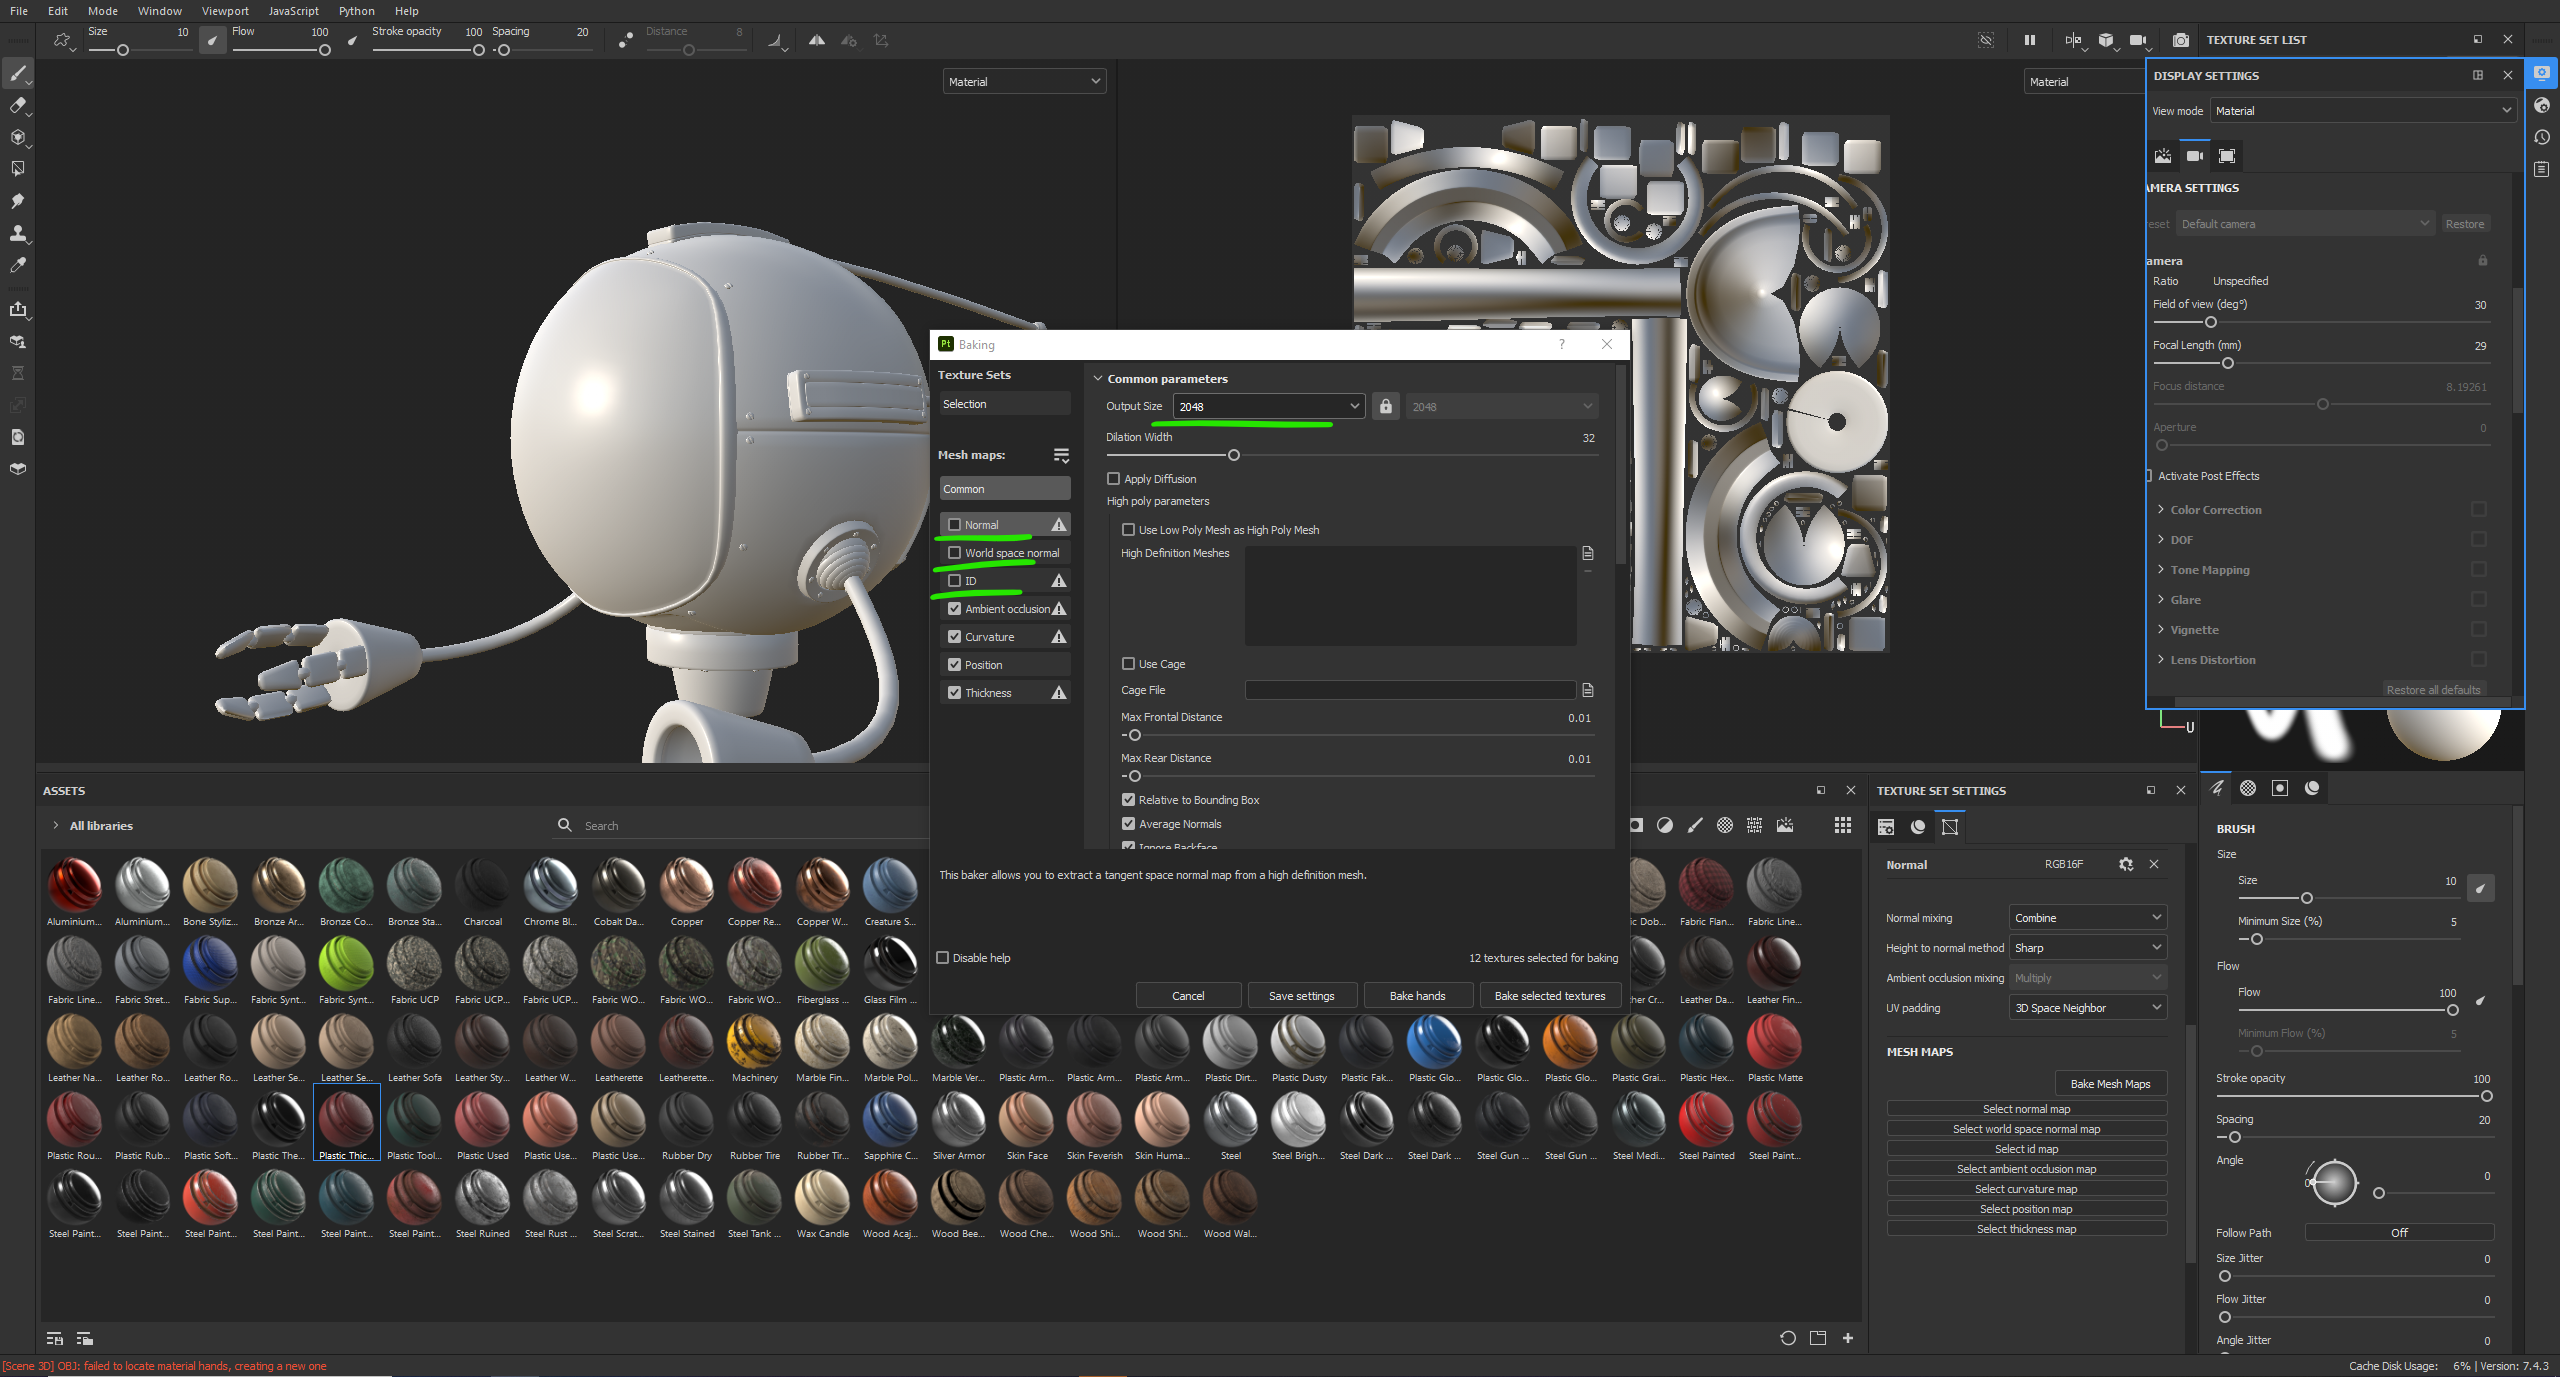 File Edit Mode Window Viewport JavaScript Python Help
Size 10 Flow 100 Stroke opacity 100 Spacing 20 Distance 8
TEXTURE SET LIST
Material
Material
DISPLAY SETTINGS
View mode Material
AMERA SETTINGS
eset Default camera Restore
amera
Ratio Unspecified
Field of view (deg°) 30
Focal Length (mm) 29
Focus distance 8.19261
Aperture 0
Activate Post Effects
Color Correction
DOF
Tone Mapping
Glare
Vignette
Lens Distortion
Restore all defaults
U
Pt Baking ?
Texture Sets
Selection
Mesh maps:
Common
Normal
World space normal
ID
Ambient occlusion
Curvature
Position
Thickness
Common parameters
Output Size 2048 2048
Dilation Width 32
Apply Diffusion
High poly parameters
Use Low Poly Mesh as High Poly Mesh
High Definition Meshes
Use Cage
Cage File
Max Frontal Distance 0.01
Max Rear Distance 0.01
Relative to Bounding Box
Average Normals
Ignore Backface
This baker allows you to extract a tangent space normal map from a high definition mesh.
Disable help 12 textures selected for baking
Cancel Save settings Bake hands Bake selected textures
ASSETS
All libraries Search
Aluminium... Aluminium... Bone Styliz... Bronze Ar... Bronze Co... Bronze Sta... Charcoal Chrome Bl... Cobalt Da... Copper Copper Re... Copper W... Creature S... ic Dob... Fabric Flan... Fabric Line...
Fabric Line... Fabric Stret... Fabric Sup... Fabric Synt... Fabric Synt... Fabric UCP Fabric UCP... Fabric UCP... Fabric WO... Fabric WO... Fabric WO... Fiberglass ... Glass Film ... her Cr... Leather Da... Leather Fin...
Leather Na... Leather Ro... Leather Ro... Leather Se... Leather Se... Leather Sofa Leather Sty... Leather W... Leatherette Leatherette... Machinery Marble Fin... Marble Pol... Marble Ver... Plastic Arm... Plastic Arm... Plastic Arm... Plastic Dirt... Plastic Dusty Plastic Fak... Plastic Glo... Plastic Glo... Plastic Glo... Plastic Grai... Plastic Hex... Plastic Matte
Plastic Rou... Plastic Rub... Plastic Soft... Plastic The... Plastic Thic... Plastic Tool... Plastic Used Plastic Use... Plastic Use... Rubber Dry Rubber Tire Rubber Tir... Sapphire C... Silver Armor Skin Face Skin Feverish Skin Huma... Steel Steel Brigh... Steel Dark ... Steel Dark ... Steel Gun ... Steel Gun ... Steel Medi... Steel Painted Steel Paint...
Steel Paint... Steel Paint... Steel Paint... Steel Paint... Steel Paint... Steel Paint... Steel Ruined Steel Rust ... Steel Scrat... Steel Stained Steel Tank ... Wax Candle Wood Acaj... Wood Bee... Wood Che... Wood Shi... Wood Shi... Wood Wal...
TEXTURE SET SETTINGS
Normal RGB16F
Normal mixing Combine
Height to normal method Sharp
Ambient occlusion mixing Multiply
UV padding 3D Space Neighbor
MESH MAPS
Bake Mesh Maps
Select normal map
Select world space normal map
Select id map
Select ambient occlusion map
Select curvature map
Select position map
Select thickness map
BRUSH
Size
Size 10
Minimum Size (%) 5
Flow
Flow 100
Minimum Flow (%) 5
Stroke opacity 100
Spacing 20
Angle
0 0
Follow Path Off
Size Jitter 0
Flow Jitter 0
Angle Jitter 0
[Scene 3D] OBJ: failed to locate material hands, creating a new one
Cache Disk Usage: 6% | Version: 7.4.3